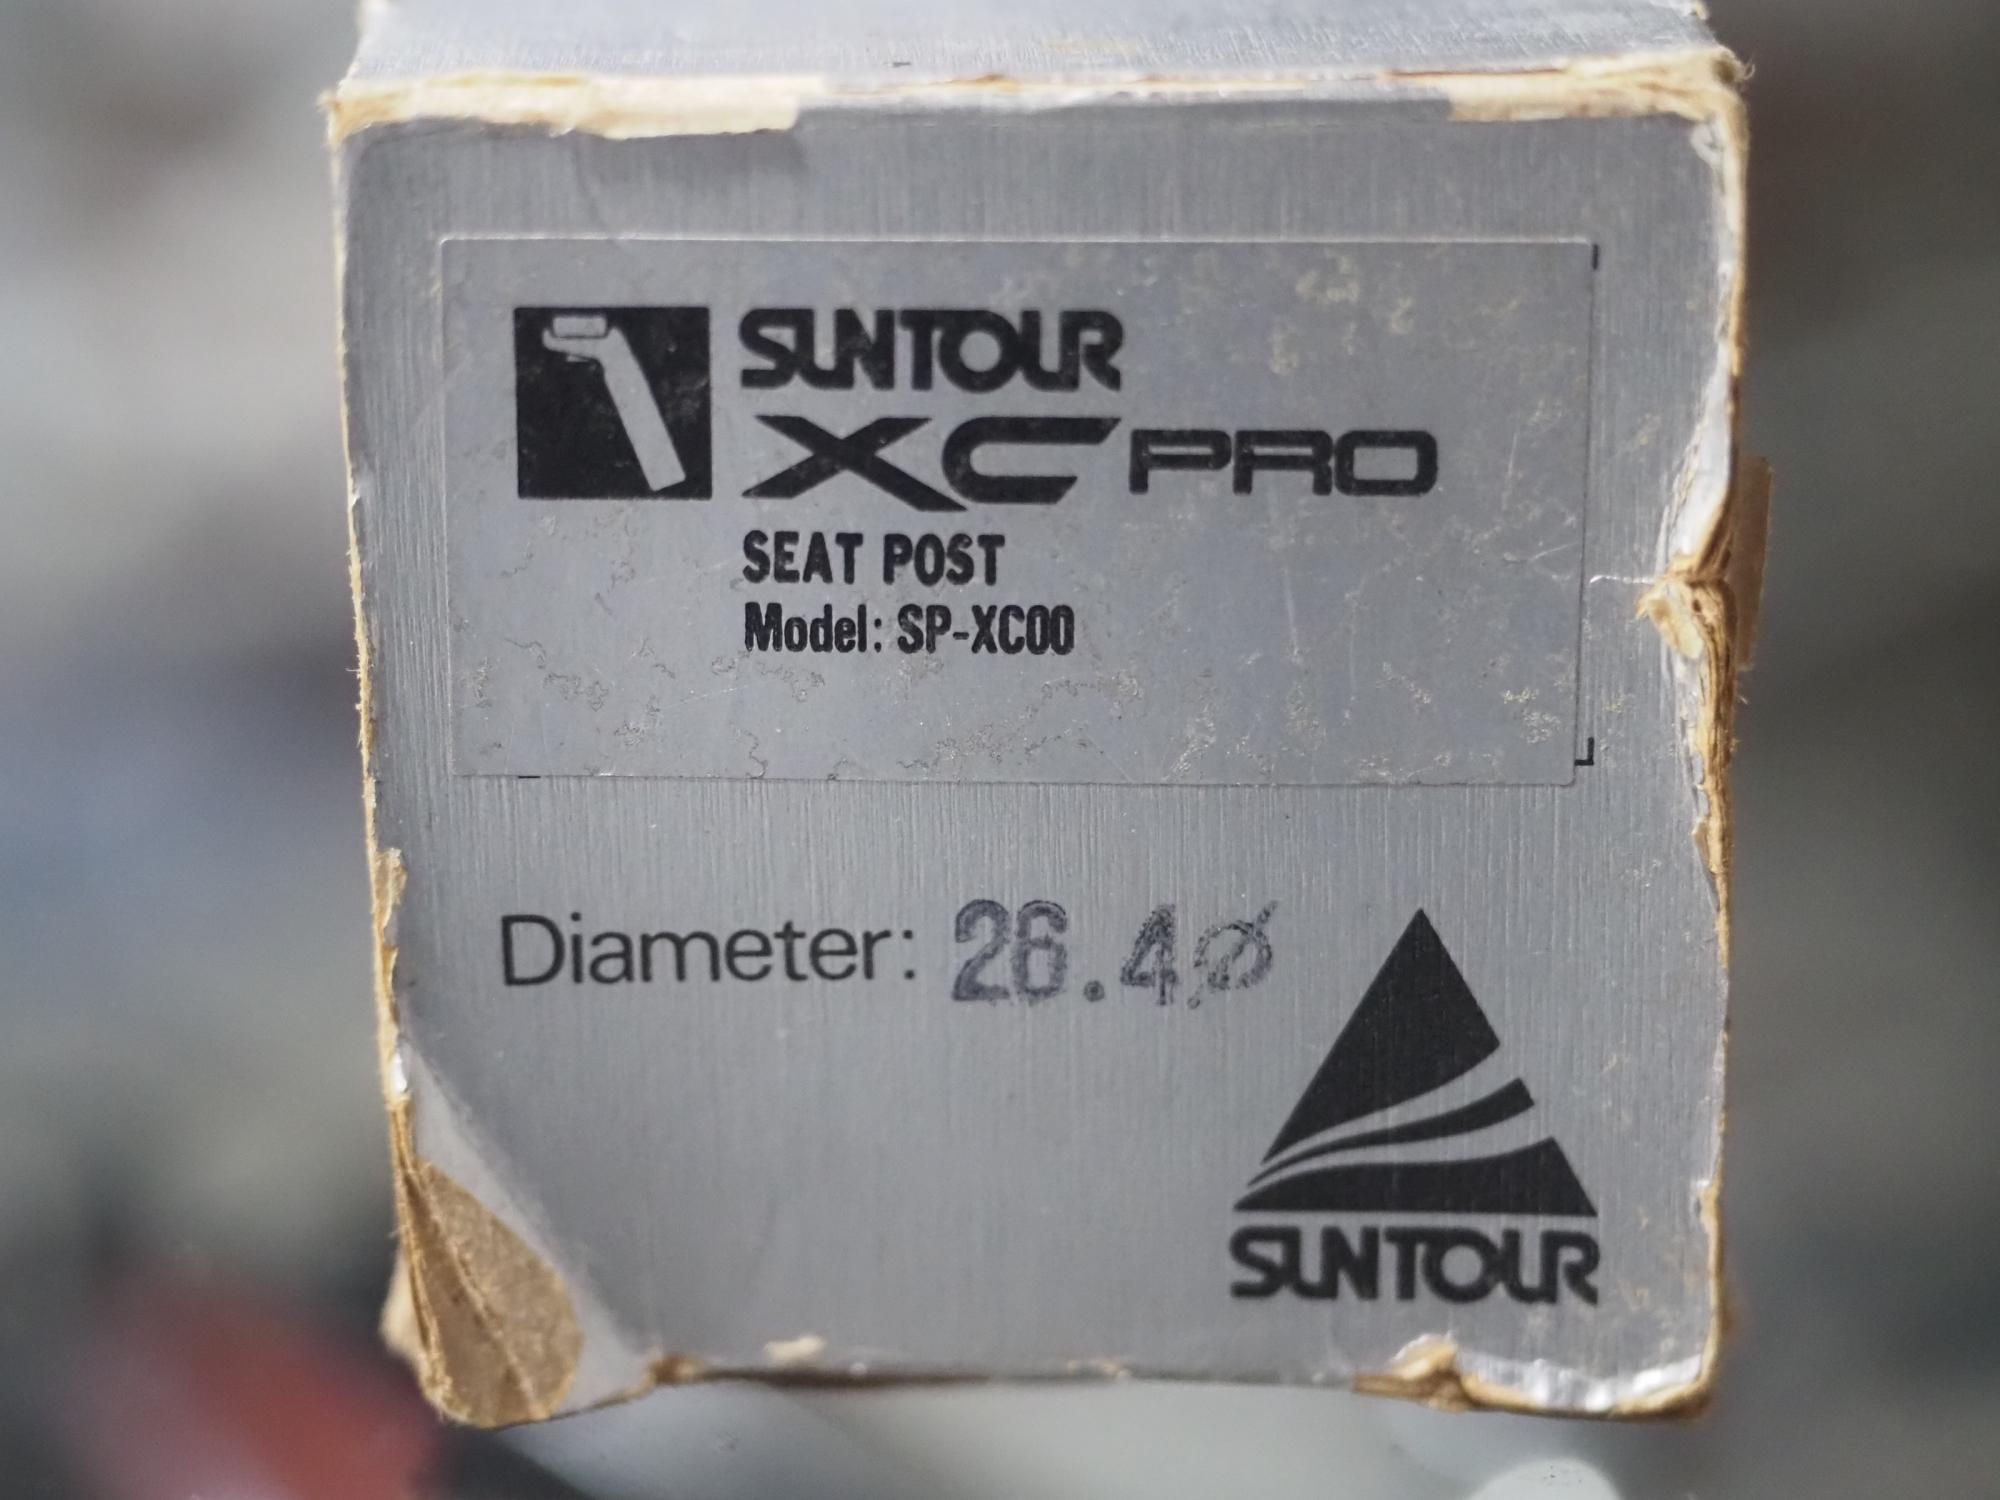 SUNTOUR
XC PRO
SEAT POST
Model: SP-XC00
Diameter: 26.4ø
SUNTOUR